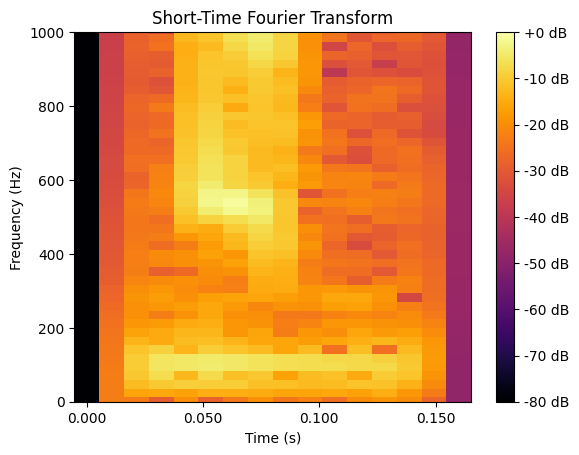 Short-Time Fourier Transform
1000
800
600
400
200
0
Frequency (Hz)
0.000
0.050
0.100
0.150
Time (s)
+0 dB
-10 dB
-20 dB
-30 dB
-40 dB
-50 dB
-60 dB
-70 dB
-80 dB